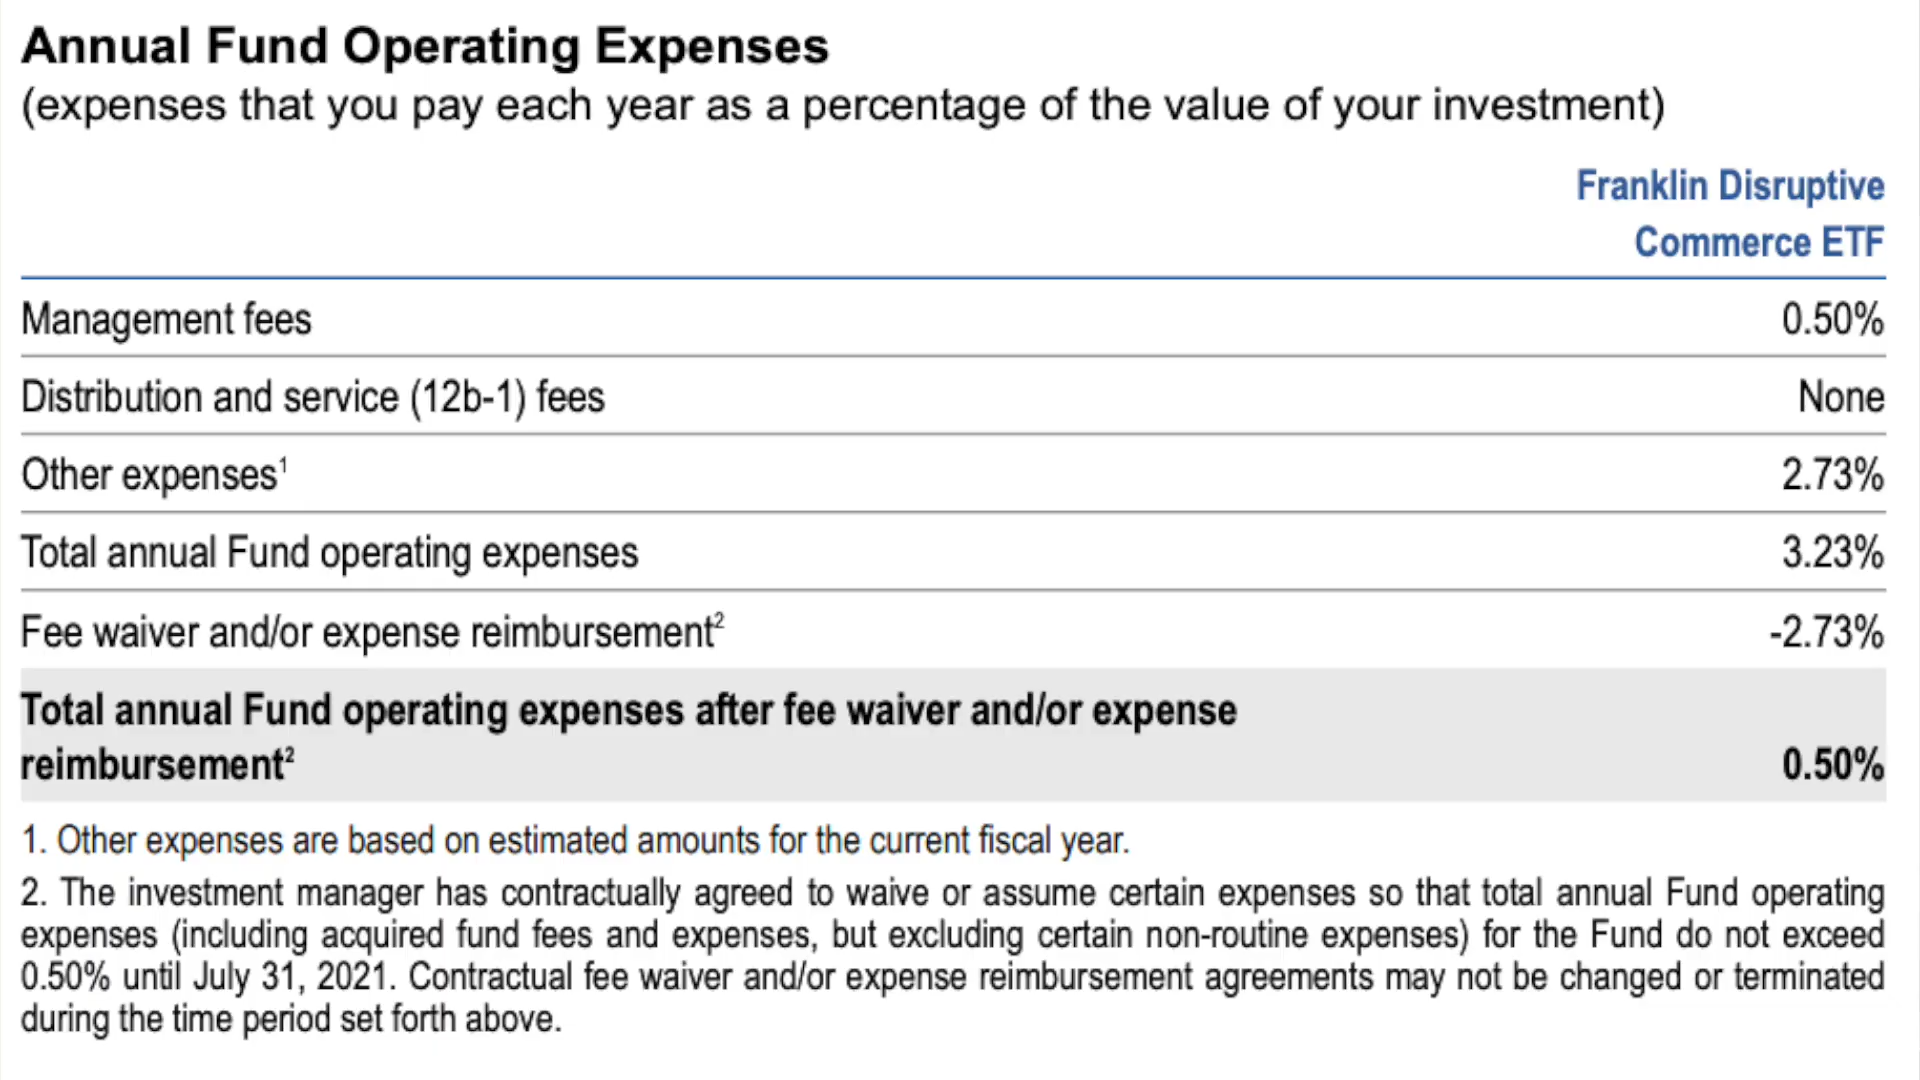 Annual Fund Operating Expenses
(expenses that you pay each year as a percentage of the value of your investment)
Franklin Disruptive
Commerce ETF
Management fees 0.50%
Distribution and service (12b-1) fees None
Other expenses¹ 2.73%
Total annual Fund operating expenses 3.23%
Fee waiver and/or expense reimbursement² -2.73%
Total annual Fund operating expenses after fee waiver and/or expense
reimbursement² 0.50%
1. Other expenses are based on estimated amounts for the current fiscal year.
2. The investment manager has contractually agreed to waive or assume certain expenses so that total annual Fund operating
expenses (including acquired fund fees and expenses, but excluding certain non-routine expenses) for the Fund do not exceed
0.50% until July 31, 2021. Contractual fee waiver and/or expense reimbursement agreements may not be changed or terminated
during the time period set forth above.